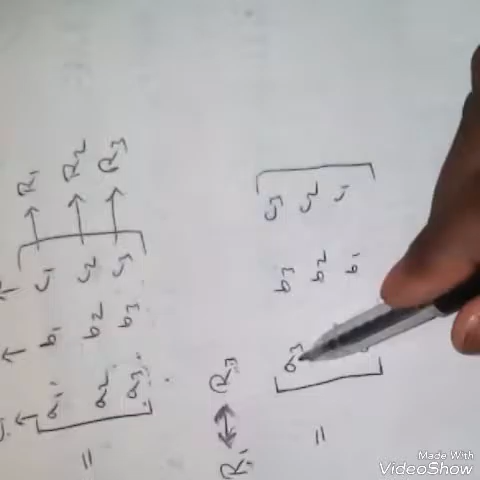 a₁ b₁ c₁ → R₁
= a₂ b₂ c₂ → R₂
a₃ b₃ c₃ → R₃
R₁ ↔ R₃
a₃ b₃ c₃
= b₂ c₂
b₁ c₁
Made With
VideoShow